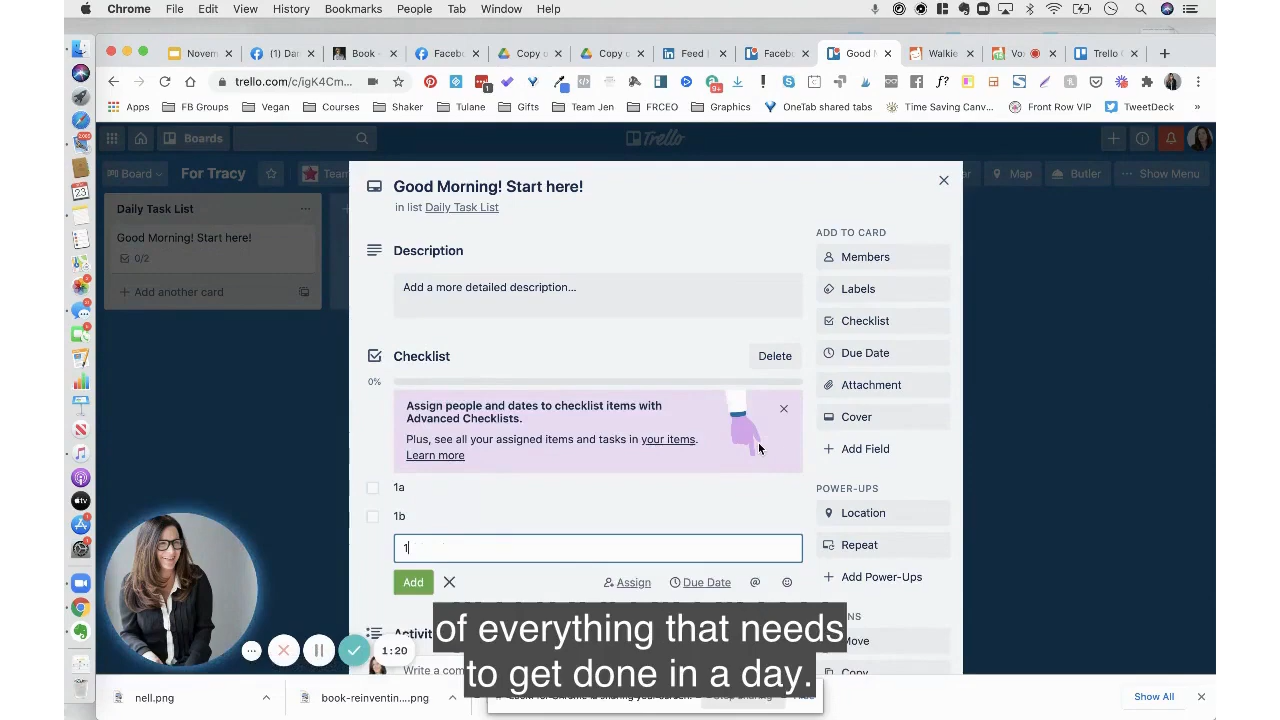 Chrome File Edit View History Bookmarks People Tab Window Help
Novem
(1) Dar
Book -
Facebo
Copy o
Copy o
Feed |
Facebo
Good M
Walkie
Vo
Trello (
trello.com/c/igK4Cm...
Apps FB Groups Vegan Courses Shaker Tulane Gifts Team Jen FRCEO Graphics OneTab shared tabs Time Saving Canv... Front Row VIP TweetDeck »
Boards
Trello
Board
For Tracy
Team
Map
Butler
Show Menu
Daily Task List
Good Morning! Start here!
0/2
+ Add another card
Good Morning! Start here!
in list Daily Task List
Description
Add a more detailed description...
Checklist
Delete
0%
Assign people and dates to checklist items with
Advanced Checklists.
Plus, see all your assigned items and tasks in your items.
Learn more
1a
1b
1
Add
Assign
Due Date
ADD TO CARD
Members
Labels
Checklist
Due Date
Attachment
Cover
+ Add Field
POWER-UPS
Location
Repeat
+ Add Power-Ups
NS
Move
Copy
Activi
Write a com
1:20
of everything that needs
to get done in a day.
nell.png
book-reinventin....png
Show All